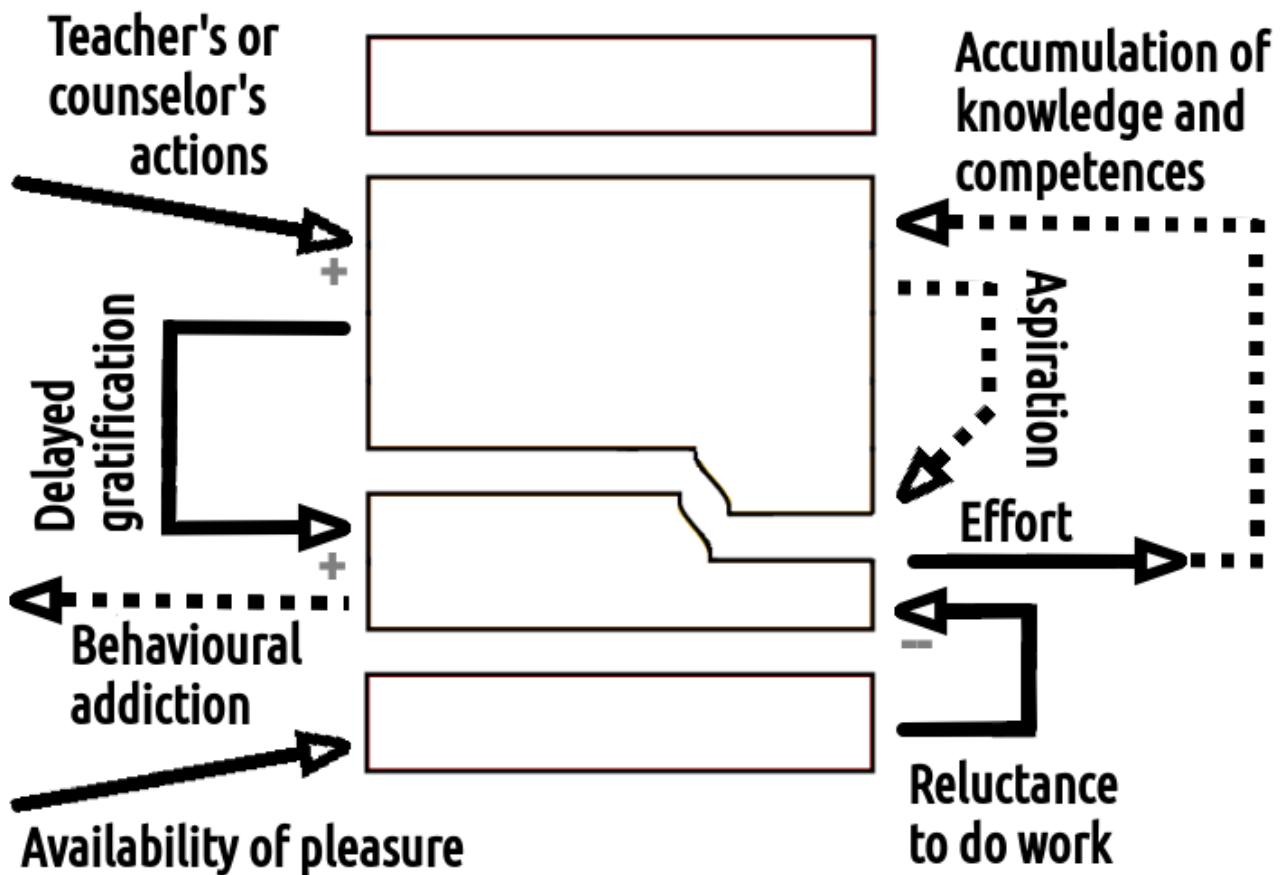 Teacher's or
counselor's
actions
+
Delayed
gratification
+
Behavioural
addiction
Availability of pleasure
Accumulation of
knowledge and
competences
Aspiration
Effort
--
Reluctance
to do work